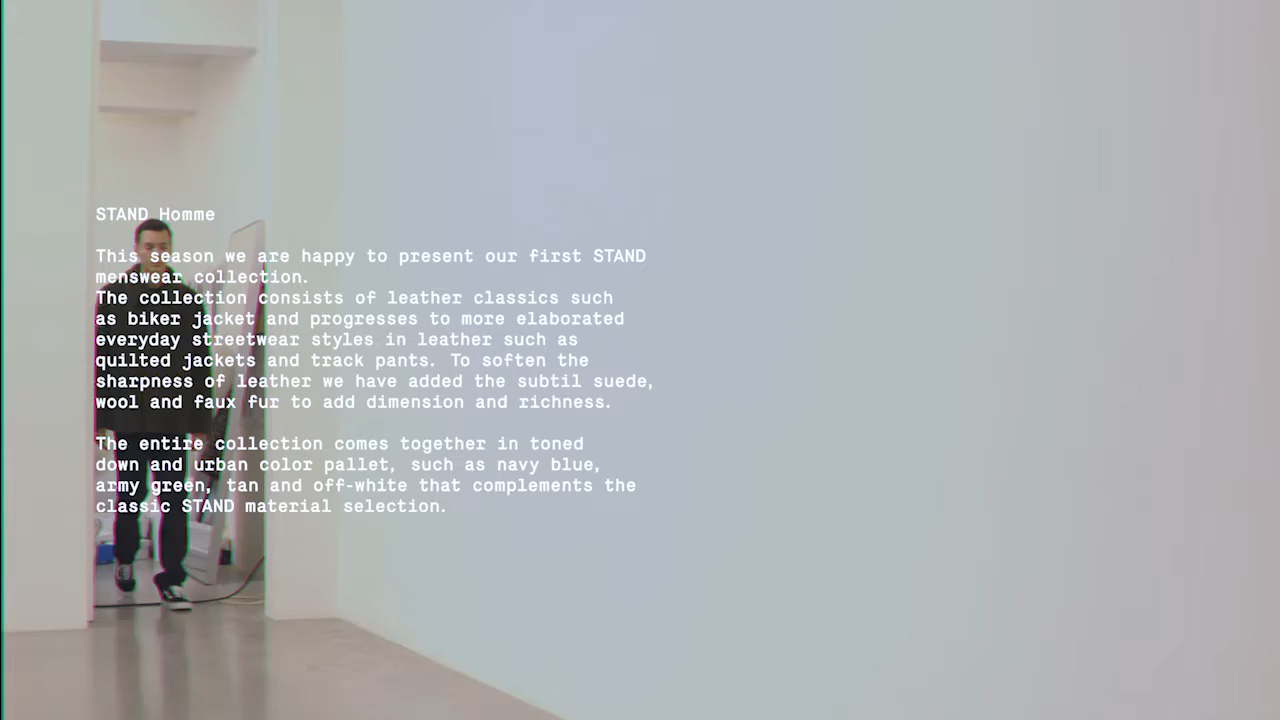 STAND Homme
This season we are happy to present our first STAND
menswear collection.
The collection consists of leather classics such
as biker jacket and progresses to more elaborated
everyday streetwear styles in leather such as
quilted jackets and track pants. To soften the
sharpness of leather we have added the subtil suede,
wool and faux fur to add dimension and richness.
The entire collection comes together in toned
down and urban color pallet, such as navy blue,
army green, tan and off-white that complements the
classic STAND material selection.